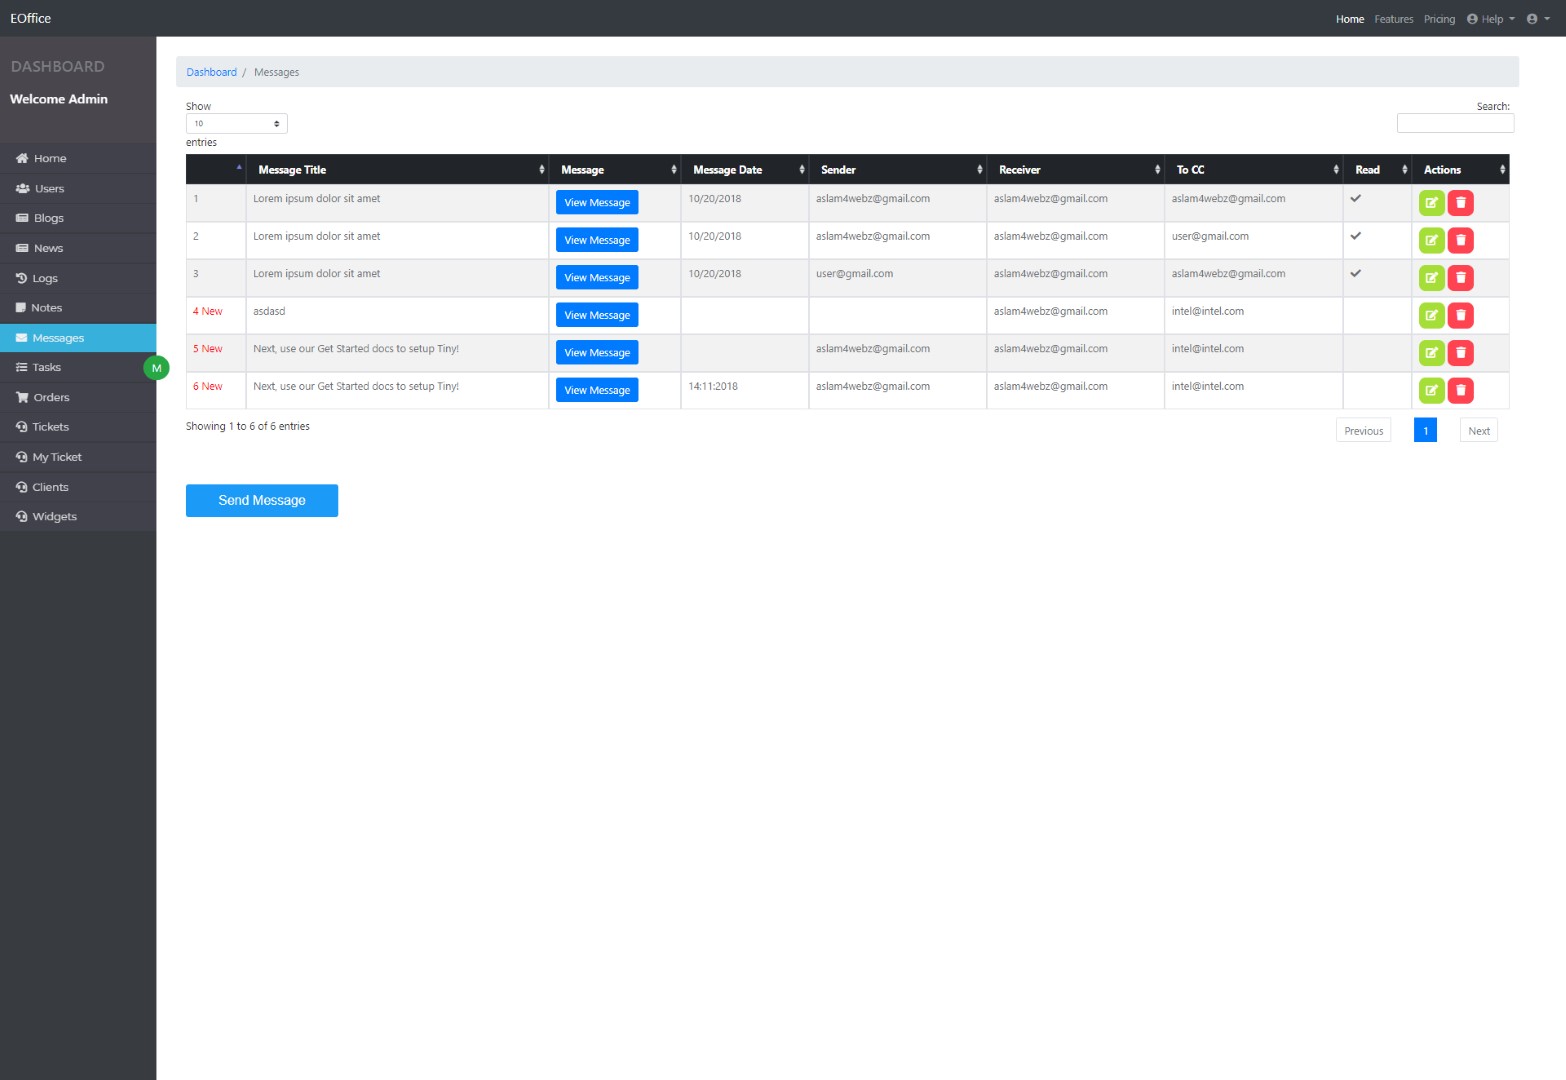 EOffice
Home Features Pricing Help
DASHBOARD
Welcome Admin
Home
Users
Blogs
News
Logs
Notes
Messages
Tasks
M
Orders
Tickets
My Ticket
Clients
Widgets
Dashboard / Messages
Show
10
entries
Search:
Message Title Message Message Date Sender Receiver To CC Read Actions
1 Lorem ipsum dolor sit amet View Message 10/20/2018 aslam4webz@gmail.com aslam4webz@gmail.com aslam4webz@gmail.com
2 Lorem ipsum dolor sit amet View Message 10/20/2018 aslam4webz@gmail.com aslam4webz@gmail.com user@gmail.com
3 Lorem ipsum dolor sit amet View Message 10/20/2018 user@gmail.com aslam4webz@gmail.com aslam4webz@gmail.com
4 New asdasd View Message aslam4webz@gmail.com intel@intel.com
5 New Next, use our Get Started docs to setup Tiny! View Message aslam4webz@gmail.com aslam4webz@gmail.com intel@intel.com
6 New Next, use our Get Started docs to setup Tiny! View Message 14:11:2018 aslam4webz@gmail.com aslam4webz@gmail.com intel@intel.com
Showing 1 to 6 of 6 entries
Previous 1 Next
Send Message